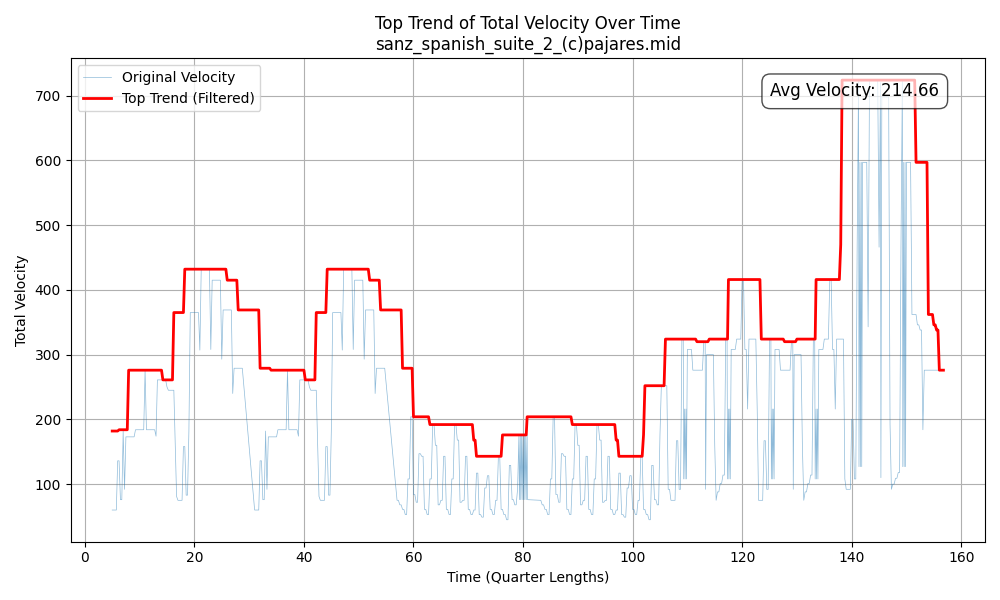 Top Trend of Total Velocity Over Time
sanz_spanish_suite_2_(c)pajares.mid
Original Velocity
Top Trend (Filtered)
Avg Velocity: 214.66
Total Velocity
700
600
500
400
300
200
100
0 20 40 60 80 100 120 140 160
Time (Quarter Lengths)